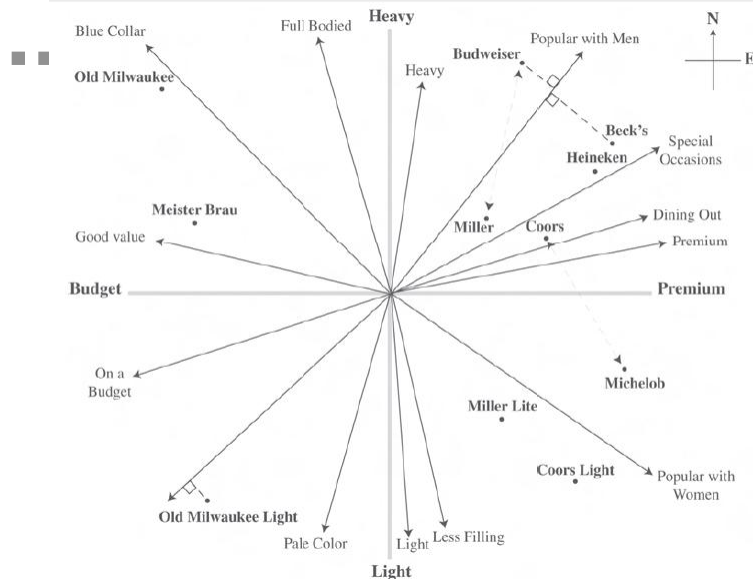 Heavy
N
E
Blue Collar
Full Bodied
Popular with Men
Budweiser
Old Milwaukee
Heavy
Beck's
Special
Occasions
Heineken
Meister Brau
Miller
Coors
Dining Out
Good value
Premium
Budget
Premium
On a
Budget
Michelob
Miller Lite
Coors Light
Popular with
Women
Old Milwaukee Light
Pale Color
Light
Less Filling
Light